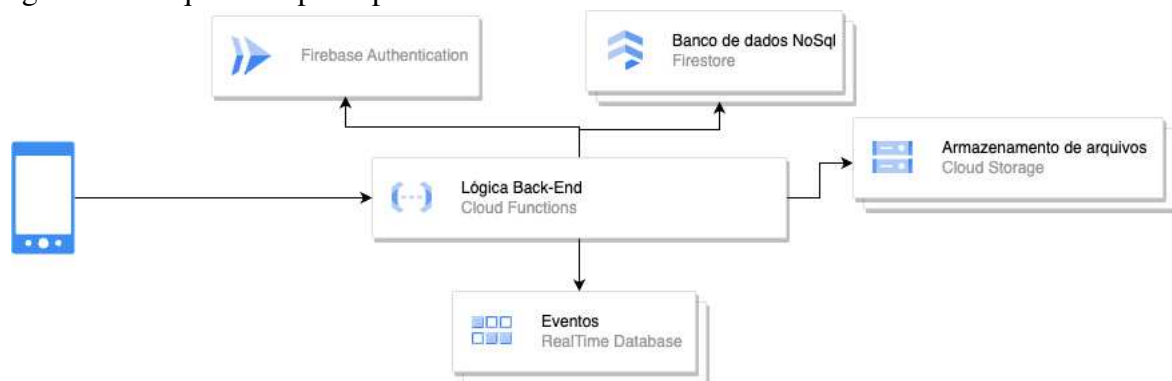 Firebase Authentication
Banco de dados NoSql
Firestore
Armazenamento de arquivos
Cloud Storage
Lógica Back-End
Cloud Functions
Eventos
RealTime Database